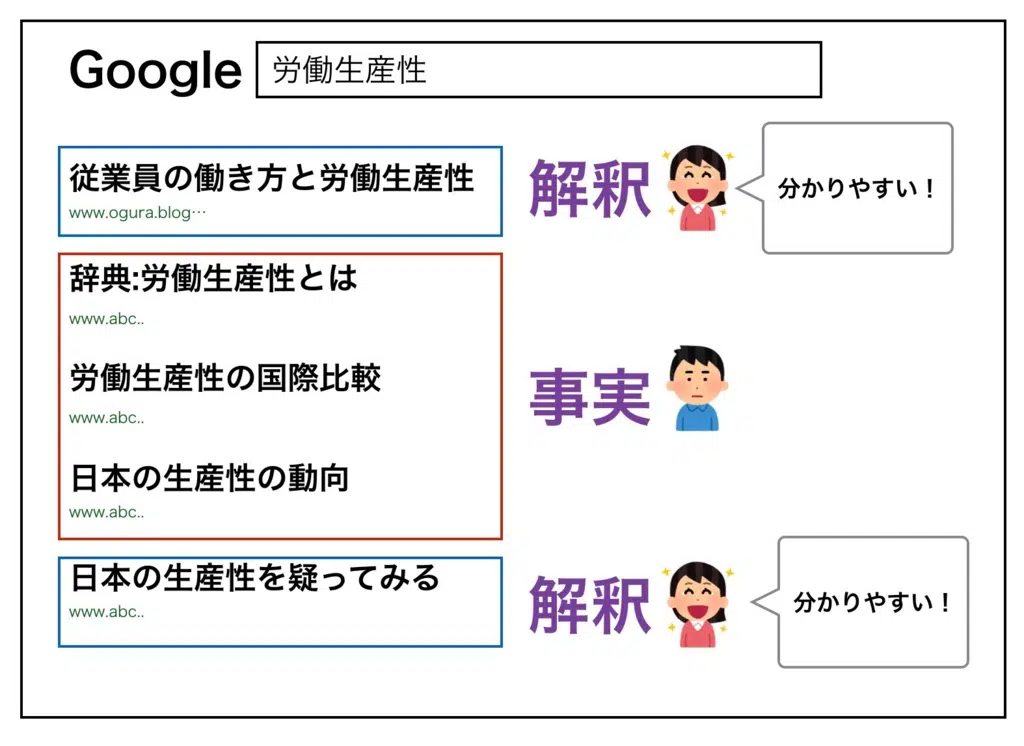 Google 労働生産性
従業員の働き方と労働生産性
www.ogura.blog…
解釈
分かりやすい！
辞典:労働生産性とは
www.abc..
労働生産性の国際比較
www.abc..
事実
日本の生産性の動向
www.abc..
日本の生産性を疑ってみる
www.abc..
解釈
分かりやすい！